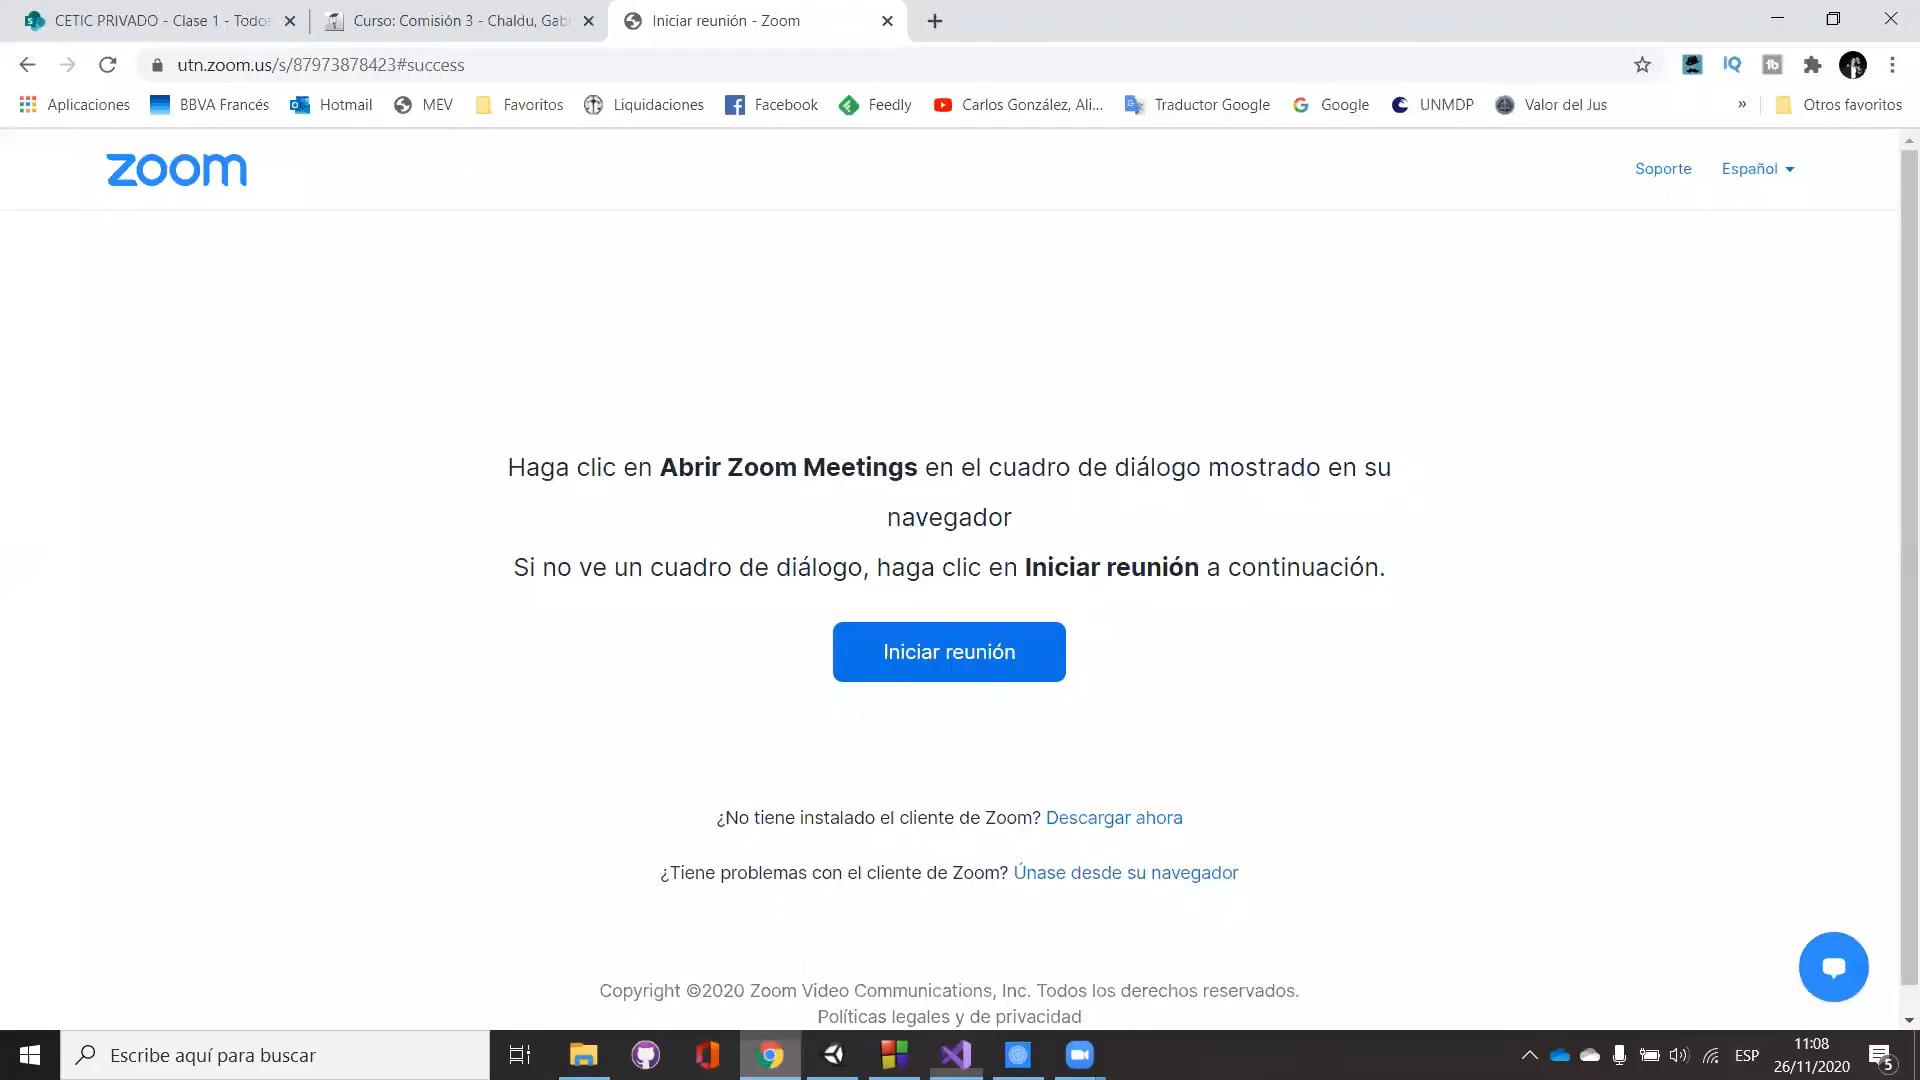 CETIC PRIVADO - Clase 1 - Todos
Curso: Comisión 3 - Chaldu, Gabr
Iniciar reunión - Zoom
utn.zoom.us/s/87973878423#success
Aplicaciones
BBVA Francés
Hotmail
MEV
Favoritos
Liquidaciones
Facebook
Feedly
Carlos González, Ali...
Traductor Google
Google
UNMDP
Valor del Jus
»
Otros favoritos
zoom
Soporte
Español
Haga clic en Abrir Zoom Meetings en el cuadro de diálogo mostrado en su
navegador
Si no ve un cuadro de diálogo, haga clic en Iniciar reunión a continuación.
Iniciar reunión
¿No tiene instalado el cliente de Zoom? Descargar ahora
¿Tiene problemas con el cliente de Zoom? Únase desde su navegador
Copyright ©2020 Zoom Video Communications, Inc. Todos los derechos reservados.
Políticas legales y de privacidad
Escribe aquí para buscar
ESP
11:08
26/11/2020
5